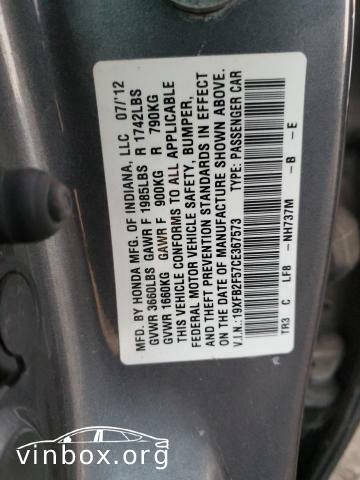 MFD. BY HONDA MFG. OF INDIANA, LLC 07/'12
GVWR 3660LBS GAWR F 1985LBS R 1742LBS
GVWR 1660KG GAWR F 900KG R 790KG
THIS VEHICLE CONFORMS TO ALL APPLICABLE
FEDERAL MOTOR VEHICLE SAFETY, BUMPER,
AND THEFT PREVENTION STANDARDS IN EFFECT
ON THE DATE OF MANUFACTURE SHOWN ABOVE.
V.I.N.:19XFB2F57CE367573 TYPE: PASSENGER CAR
TR3 C LF8 -NH737M -B -E
vinbox.org